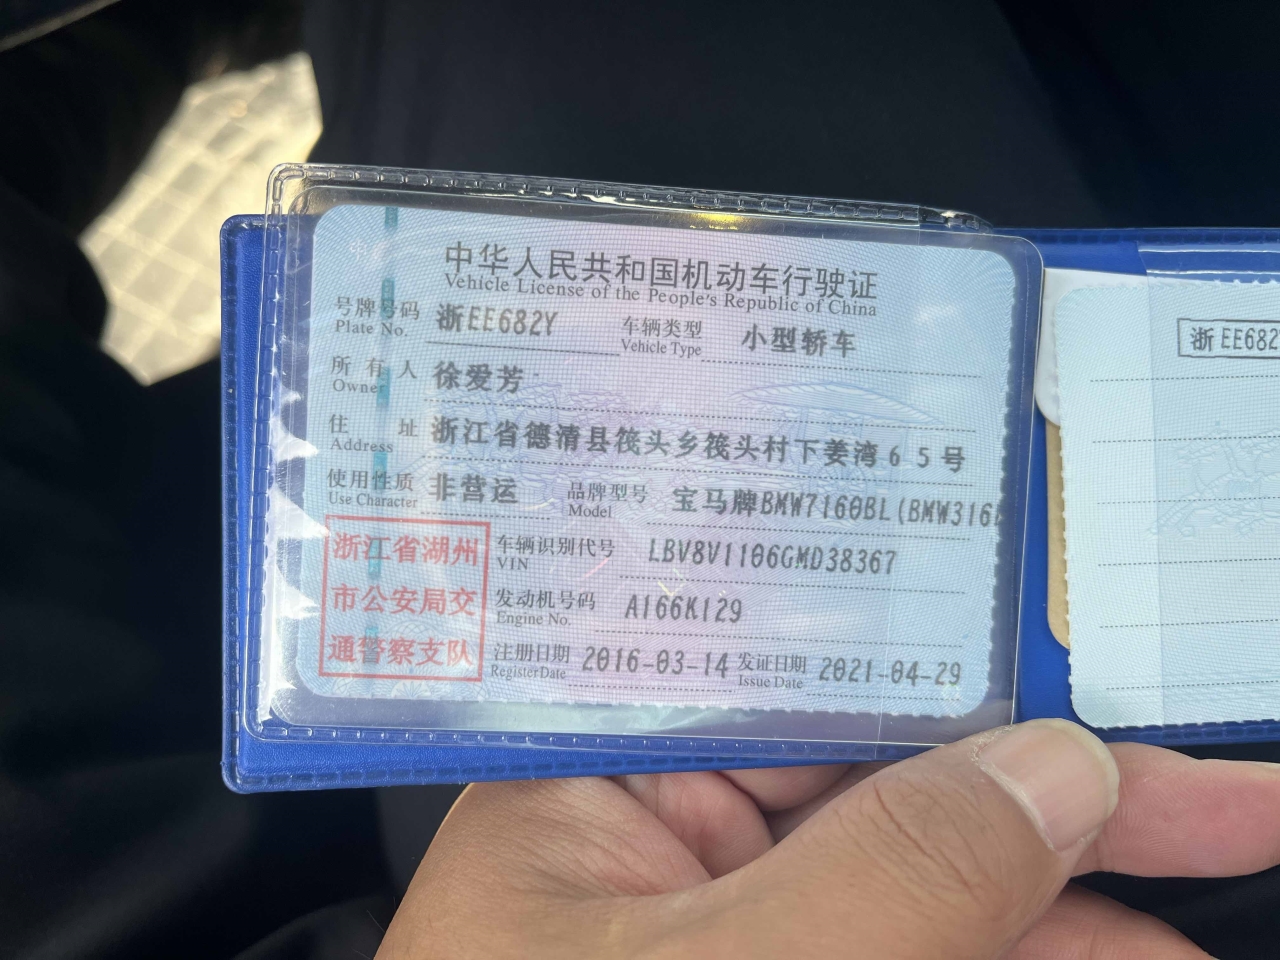 中华人民共和国机动车行驶证
Vehicle License of the People's Republic of China
号牌号码 浙EE682Y 车辆类型 小型轿车
Plate No. Vehicle Type
所有人 徐爱芳
Owner
住址 浙江省德清县筏头乡筏头村下姜湾65号
Address
使用性质 非营运 品牌型号 宝马牌BMW7160BL(BMW316
Use Character Model
浙江省湖州
市公安局交
通警察支队
车辆识别代号 LBV8V1106GMD38367
VIN
发动机号码 A166K129
Engine No.
注册日期 2016-03-14 发证日期 2021-04-29
Register Date Issue Date
浙EE682